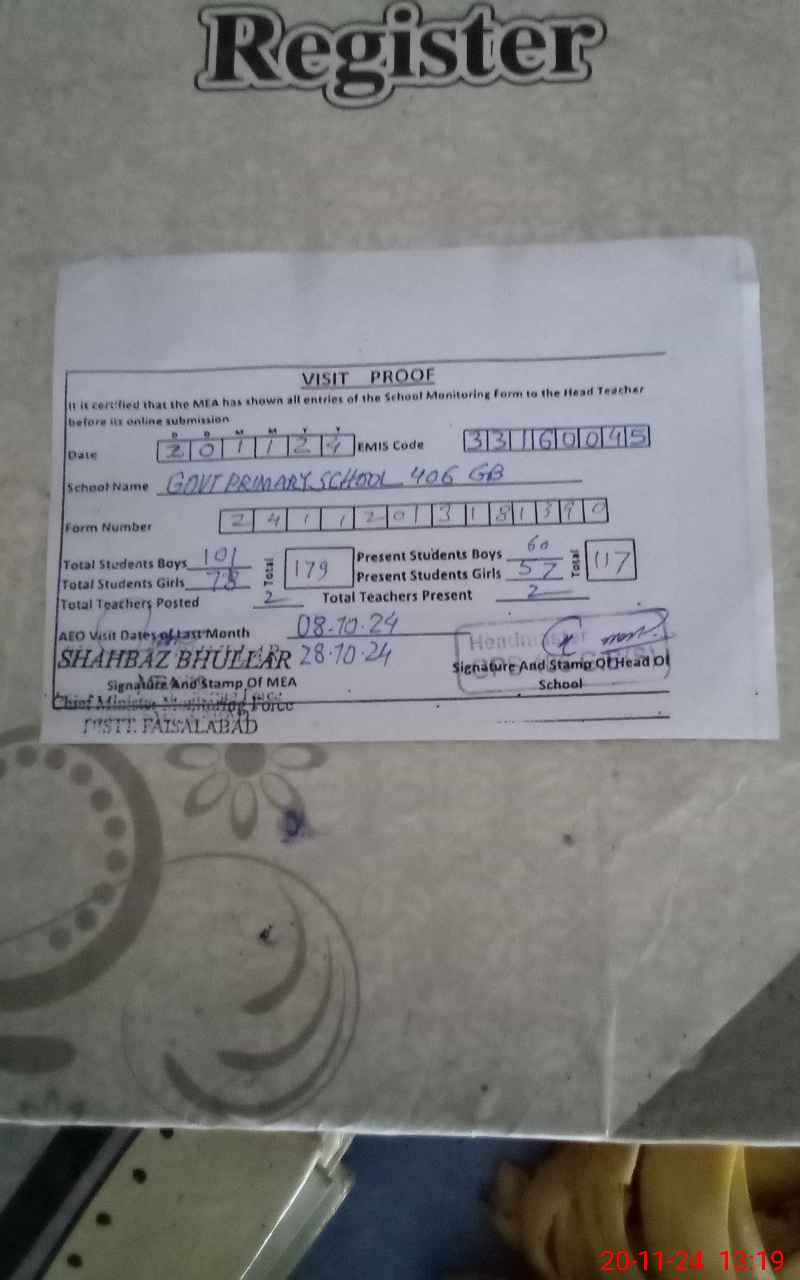 Register
VISIT PROOF
It is certified that the MEA has shown all entries of the School Monitoring Form to the Head Teacher
before its online submission
D D M M Y Y
Date 2 0 1 1 2 4 EMIS Code 3 3 1 6 0 0 4 5
School Name GOVT PRIMARY SCHOOL 406 GB
Form Number 2 4 1 1 2 0 1 3 1 8 1 3 9 0
Total Students Boys 101 Total 179 Present Students Boys 60 Total 117
Total Students Girls 78 Present Students Girls 57
Total Teachers Posted 2 Total Teachers Present 2
AEO Visit Dates of Last Month 08-10-24
SHAHBAZ BHULLAR 28-10-24 Headmaster
Signature And Stamp Of MEA Signature And Stamp Of Head Of
School
Chief Minister Monitoring Force
DISTT. FAISALABAD
20-11-24 13:19